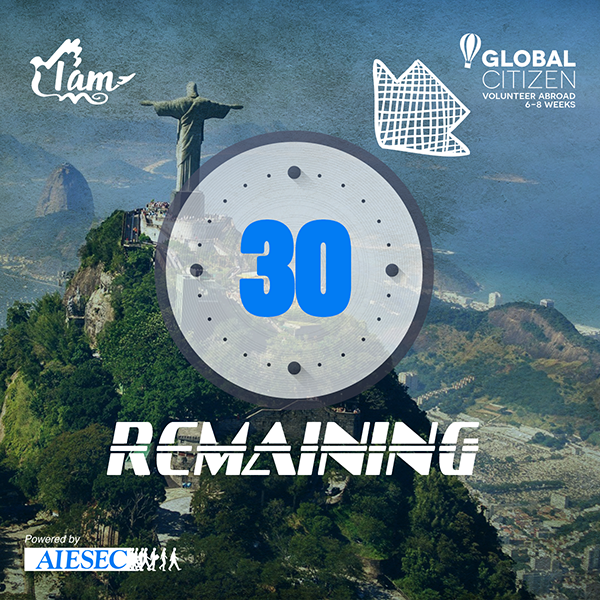 I am
GLOBAL
CITIZEN
VOLUNTEER ABROAD
6-8 WEEKS
30
REMAINING
Powered by
AIESEC